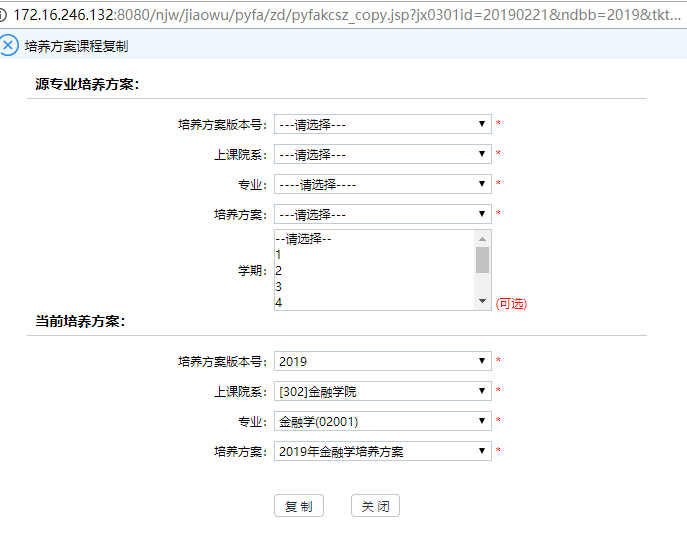 172.16.246.132:8080/njw/jiaowu/pyfa/zd/pyfakcsz_copy.jsp?jx0301id=20190221&ndbb=2019&tkt...
培养方案课程复制
源专业培养方案：
培养方案版本号： ---请选择--- *
上课院系： ---请选择--- *
专业： ----请选择---- *
培养方案： ---请选择--- *
--请选择--
1
学期： 2
3
4 (可选)
当前培养方案：
培养方案版本号： 2019 *
上课院系： [302]金融学院 *
专业： 金融学(02001) *
培养方案： 2019年金融学培养方案 *
复 制 关 闭